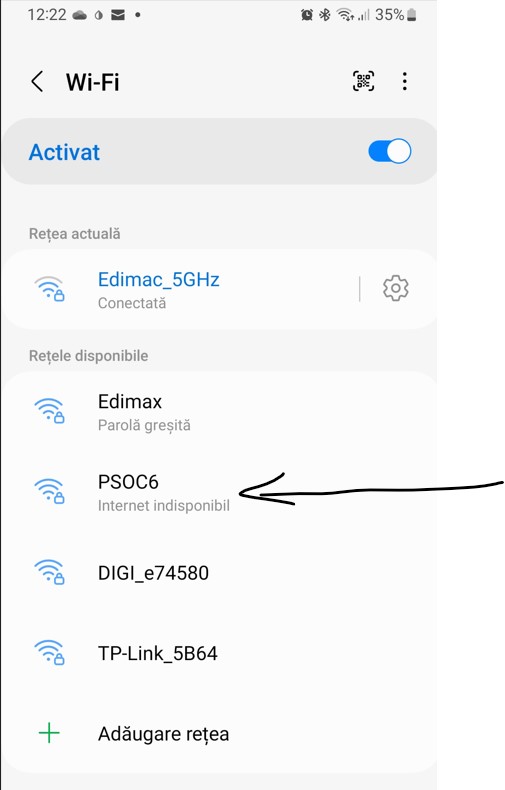 12:22 35%
Wi-Fi
Activat
Rețea actuală
Edimac_5GHz
Conectată
Rețele disponibile
Edimax
Parolă greșită
PSOC6
Internet indisponibil
DIGI_e74580
TP-Link_5B64
Adăugare rețea